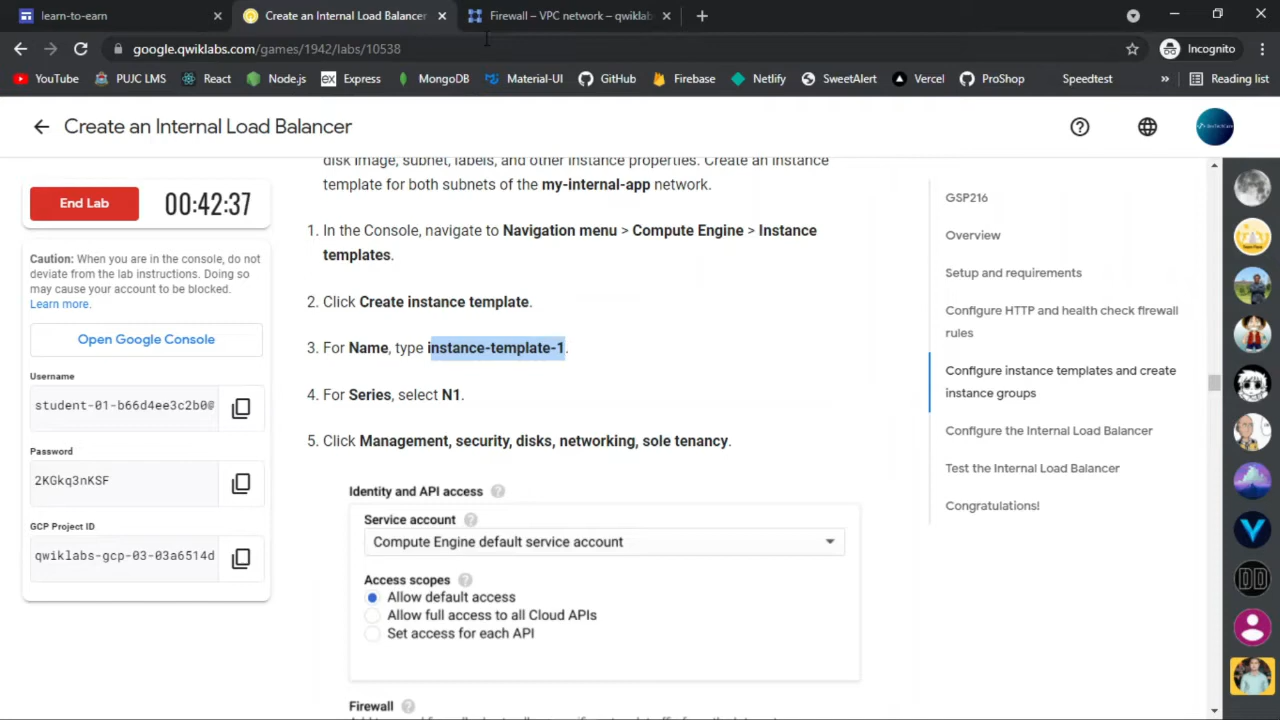 learn-to-earn
Create an Internal Load Balancer
Firewall – VPC network – qwiklab
google.qwiklabs.com/games/1942/labs/10538
Incognito
YouTube
PUJC LMS
React
Node.js
ex Express
MongoDB
Material-UI
GitHub
Firebase
Netlify
SweetAlert
Vercel
ProShop
Speedtest
»
Reading list
Create an Internal Load Balancer
End Lab
00:42:37
Caution: When you are in the console, do not
deviate from the lab instructions. Doing so
may cause your account to be blocked.
Learn more.
Open Google Console
Username
student-01-b66d4ee3c2b0@
Password
2KGkq3nKSF
GCP Project ID
qwiklabs-gcp-03-03a6514d
disk image, subnet, labels, and other instance properties. Create an instance
template for both subnets of the my-internal-app network.
1. In the Console, navigate to Navigation menu > Compute Engine > Instance
templates.
2. Click Create instance template.
3. For Name, type instance-template-1.
4. For Series, select N1.
5. Click Management, security, disks, networking, sole tenancy.
Identity and API access
Service account
Compute Engine default service account
Access scopes
Allow default access
Allow full access to all Cloud APIs
Set access for each API
Firewall
GSP216
Overview
Setup and requirements
Configure HTTP and health check firewall
rules
Configure instance templates and create
instance groups
Configure the Internal Load Balancer
Test the Internal Load Balancer
Congratulations!
DD